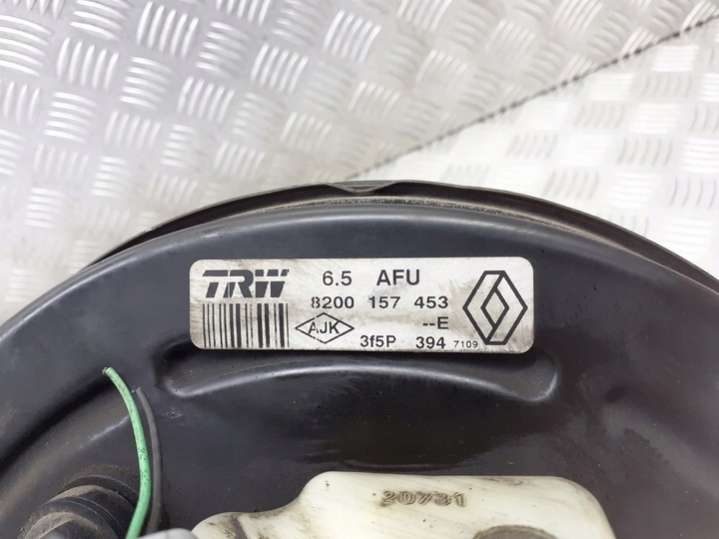 TRW 6.5 AFU
8200 157 453
AJK --E
3f5P 394 7109
20731